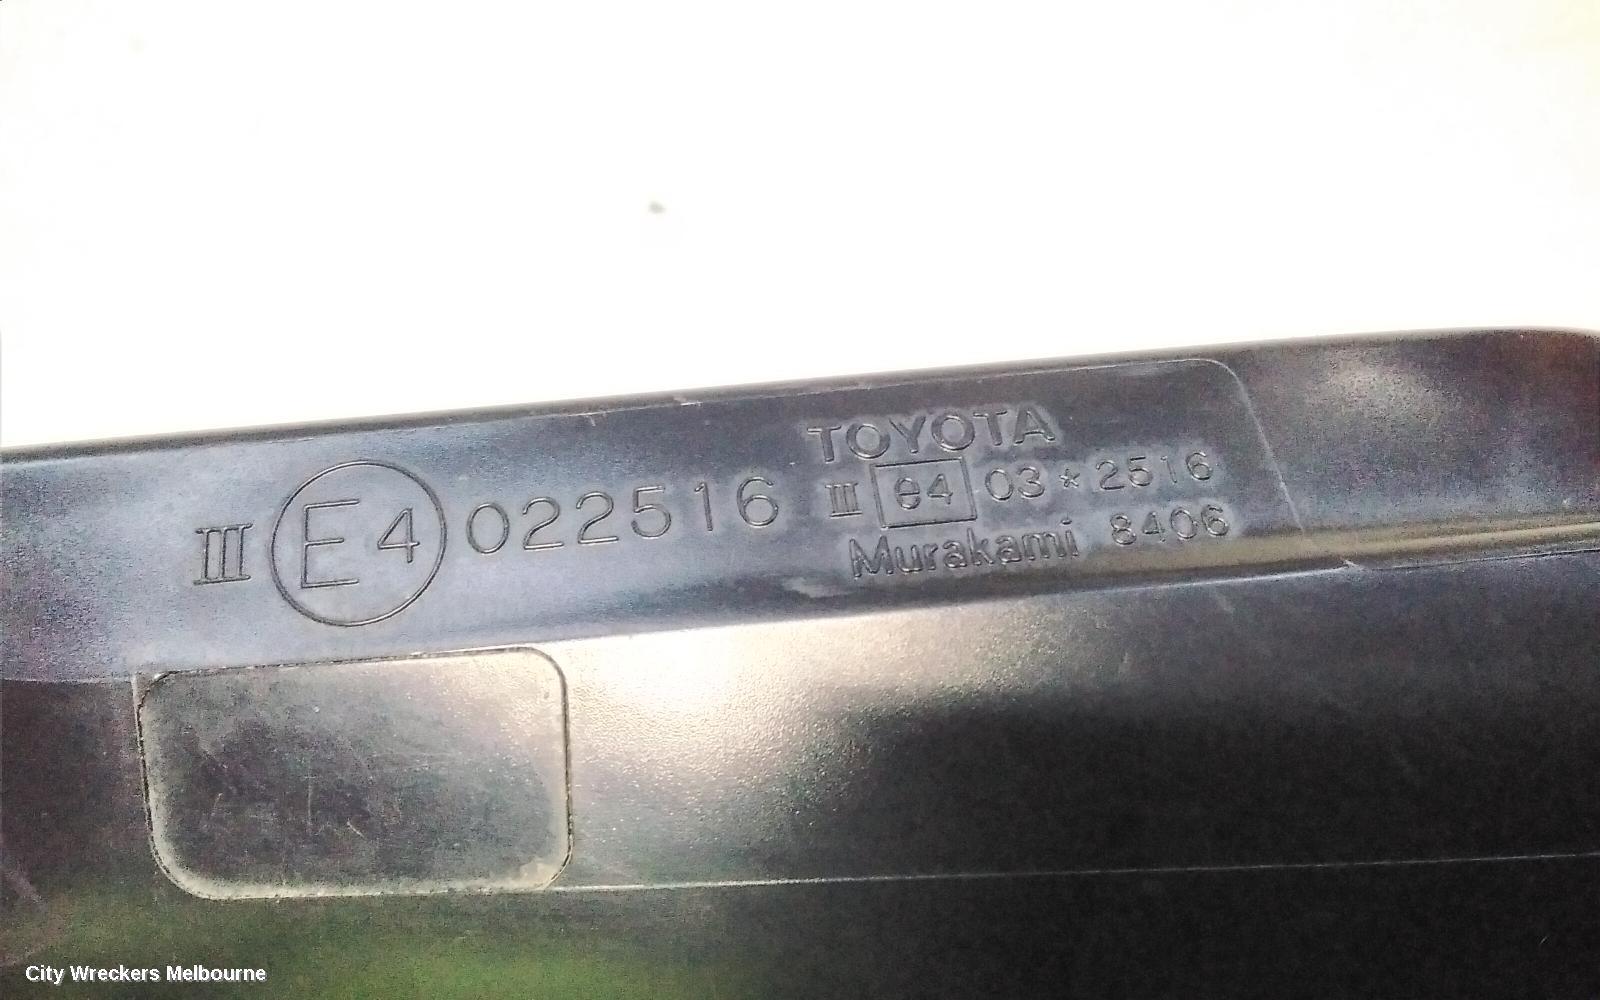 TOYOTA
III E4 022516 III e4 03*2516
Murakami 8406
City Wreckers Melbourne